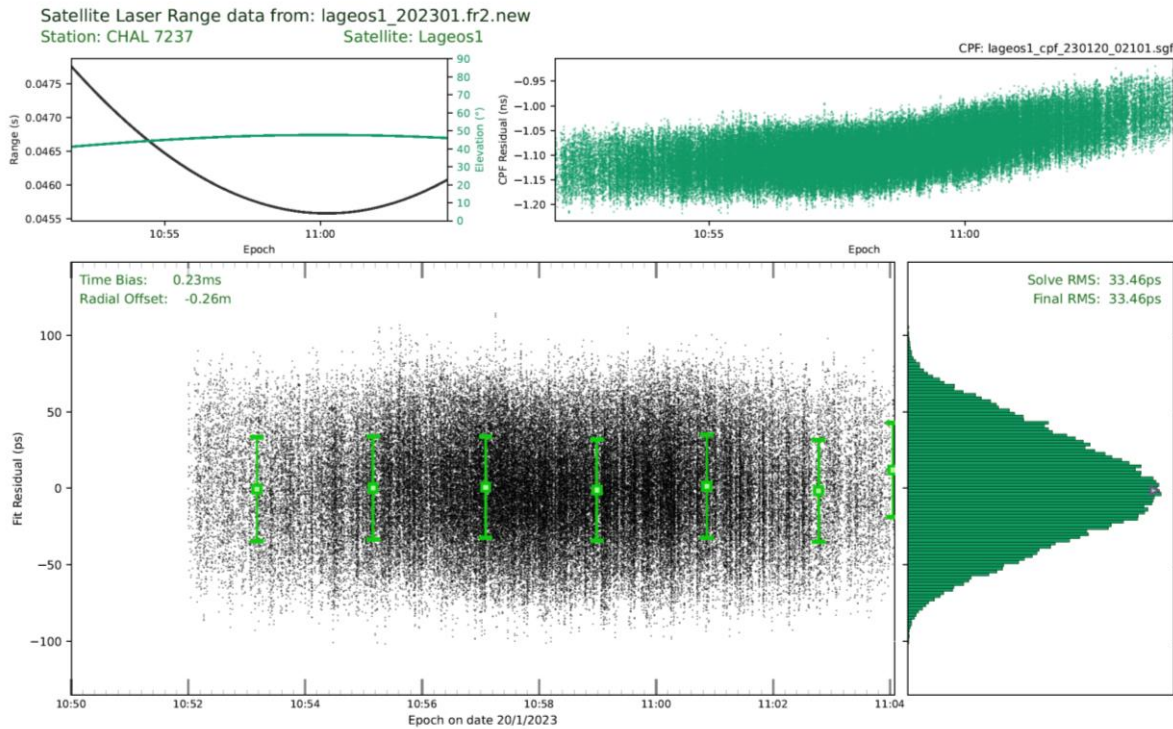 Satellite Laser Range data from: lageos1_202301.fr2.new
Station: CHAL 7237 Satellite: Lageos1
CPF: lageos1_cpf_230120_02101.sgf
0.0475
0.0470
0.0465
0.0460
0.0455
Range (s)
90
80
70
60
50
40
30
20
10
0
Elevation (°)
10:55 11:00
Epoch
−0.95
−1.00
−1.05
−1.10
−1.15
−1.20
CPF Residual (ns)
10:55 11:00
Epoch
Time Bias: 0.23ms
Radial Offset: -0.26m
Solve RMS: 33.46ps
Final RMS: 33.46ps
100
50
0
−50
−100
Fit Residual (ps)
10:50 10:52 10:54 10:56 10:58 11:00 11:02 11:04
Epoch on date 20/1/2023